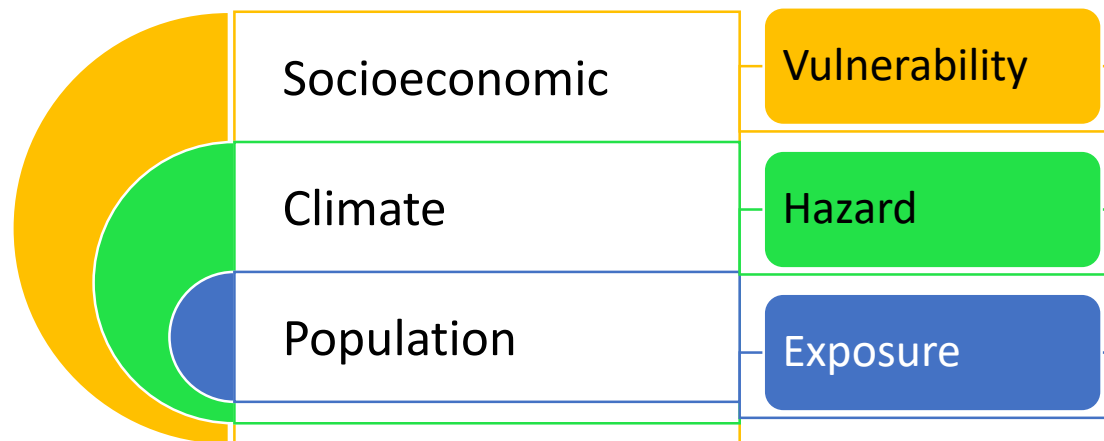 Socioeconomic
Vulnerability
Climate
Hazard
Population
Exposure